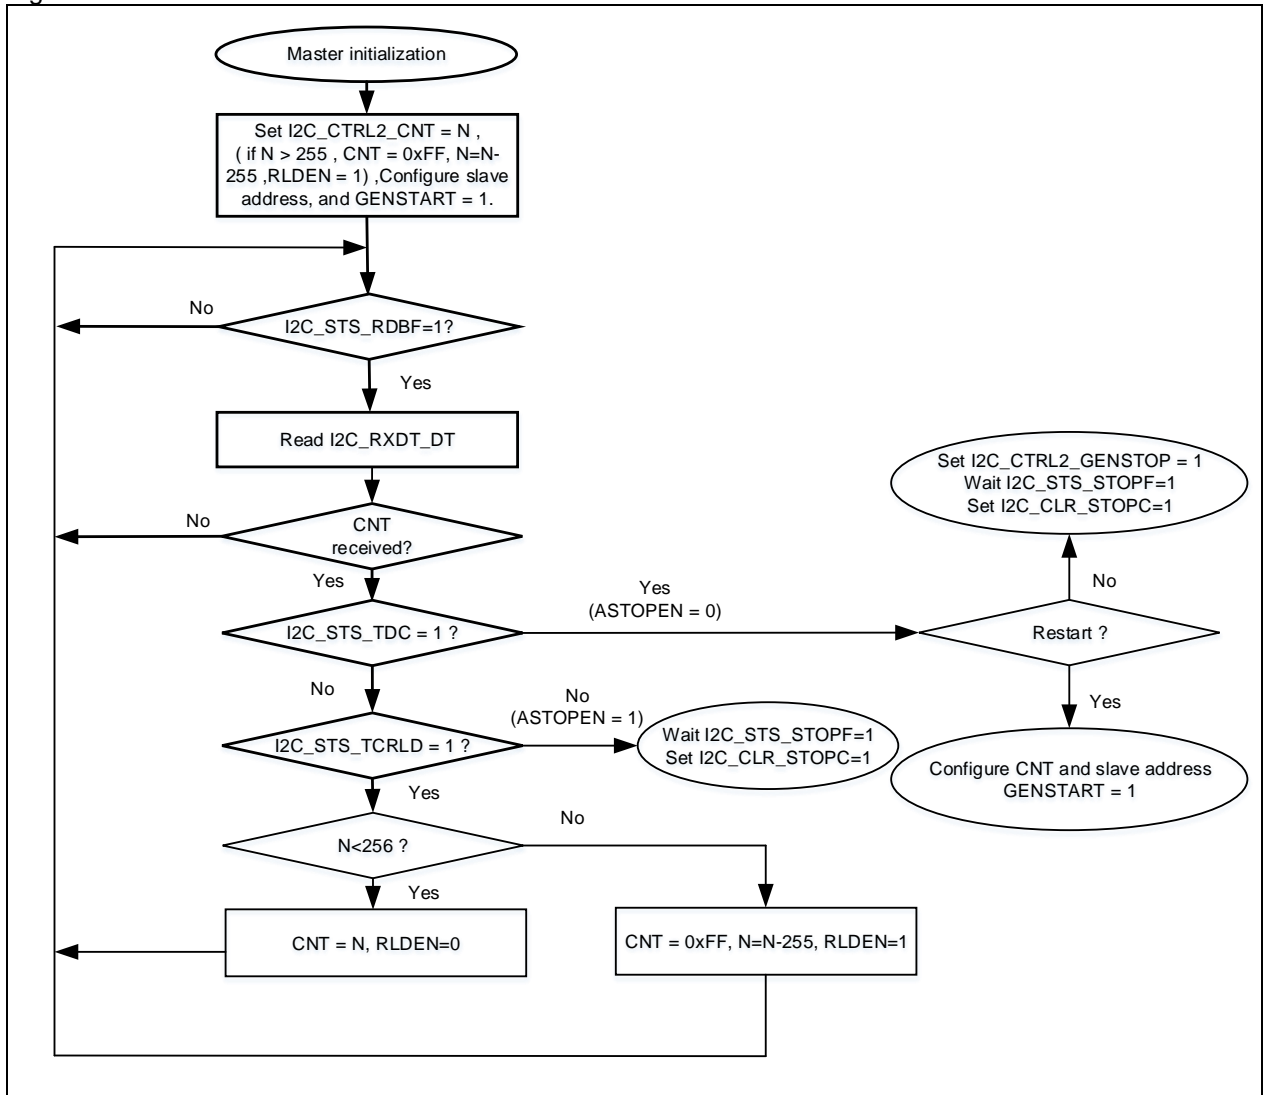 Master initialization
Set I2C_CTRL2_CNT = N ,
( if N > 255 , CNT = 0xFF, N=N-
255 ,RLDEN = 1) ,Configure slave
address, and GENSTART = 1.
No
I2C_STS_RDBF=1?
Yes
Read I2C_RXDT_DT
Set I2C_CTRL2_GENSTOP = 1
Wait I2C_STS_STOPF=1
Set I2C_CLR_STOPC=1
No
CNT
received?
Yes
Yes
(ASTOPEN = 0)
No
I2C_STS_TDC = 1 ?
Restart ?
No
No
(ASTOPEN = 1)
Yes
I2C_STS_TCRLD = 1 ?
Wait I2C_STS_STOPF=1
Set I2C_CLR_STOPC=1
Configure CNT and slave address
GENSTART = 1
Yes
No
N<256 ?
Yes
CNT = N, RLDEN=0
CNT = 0xFF, N=N-255, RLDEN=1